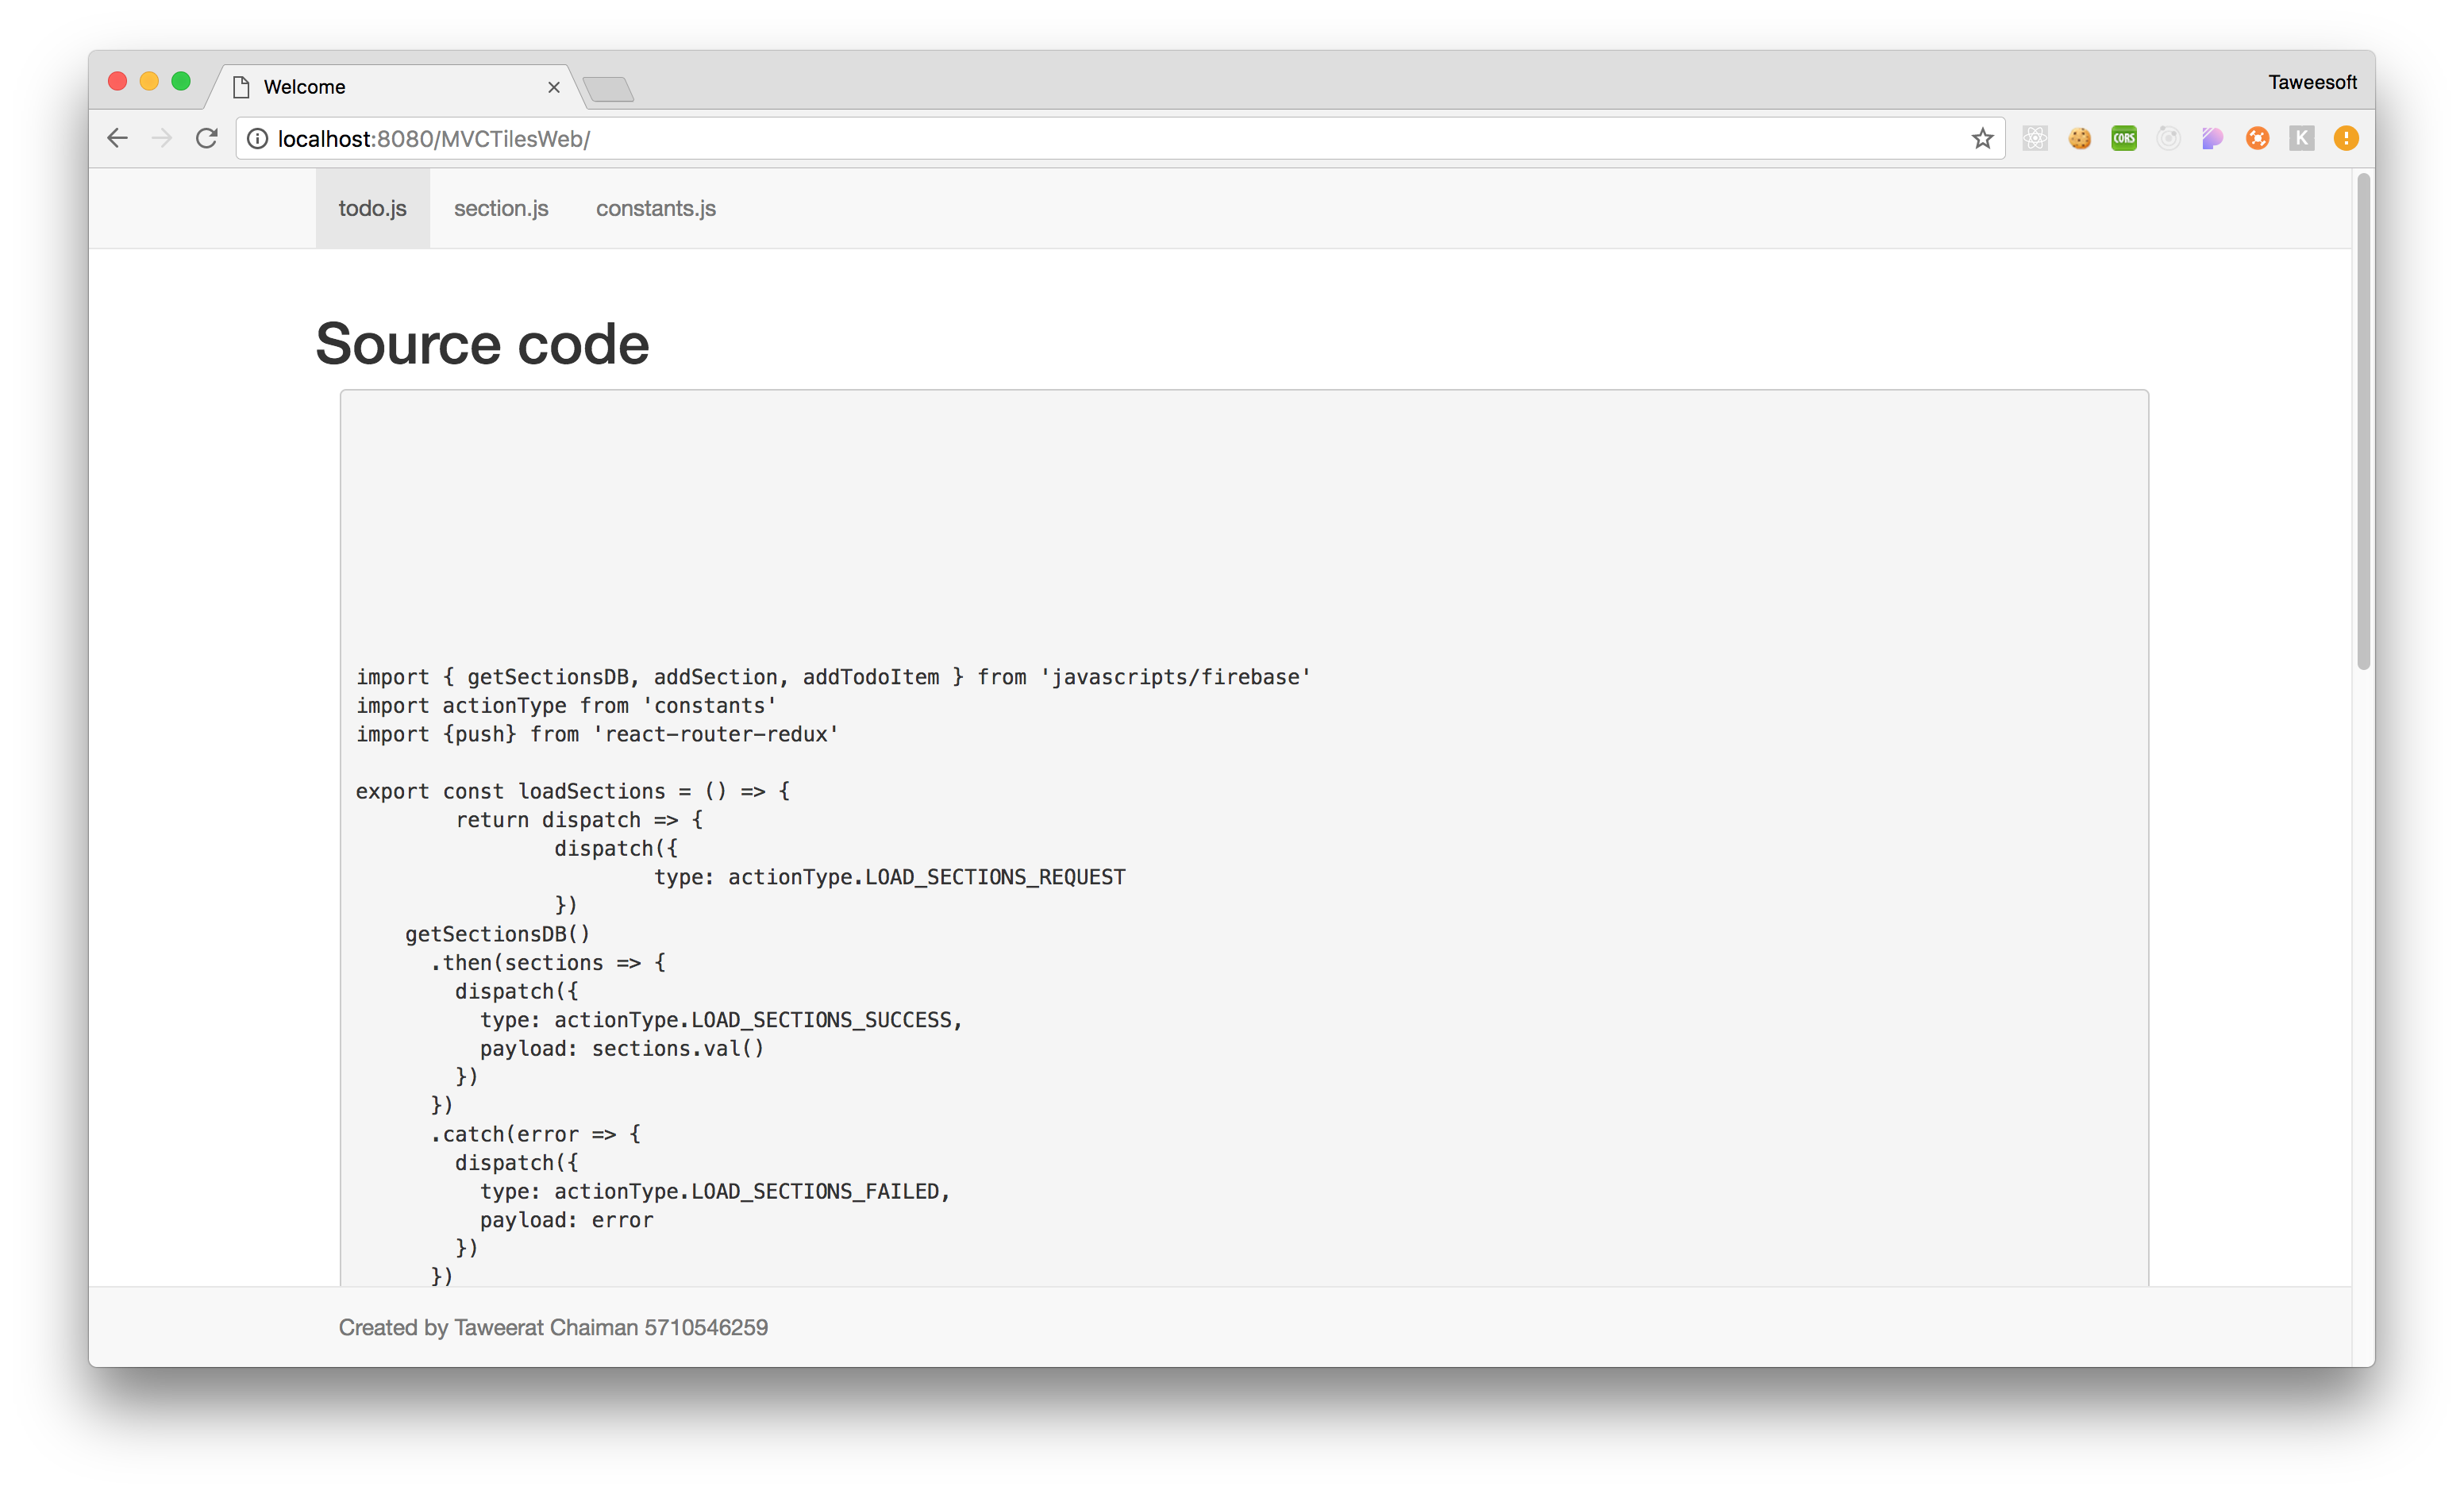 Welcome
Taweesoft
localhost:8080/MVCTilesWeb/
CORS
K
todo.js section.js constants.js
Source code
import { getSectionsDB, addSection, addTodoItem } from 'javascripts/firebase'
import actionType from 'constants'
import {push} from 'react-router-redux'
export const loadSections = () => {
        return dispatch => {
                dispatch({
                        type: actionType.LOAD_SECTIONS_REQUEST
                })
    getSectionsDB()
      .then(sections => {
        dispatch({
          type: actionType.LOAD_SECTIONS_SUCCESS,
          payload: sections.val()
        })
      })
      .catch(error => {
        dispatch({
          type: actionType.LOAD_SECTIONS_FAILED,
          payload: error
        })
      })
Created by Taweerat Chaiman 5710546259